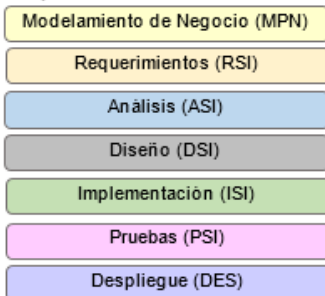 Modelamiento de Negocio (MPN)
Requerimientos (RSI)
Análisis (ASI)
Diseño (DSI)
Implementación (ISI)
Pruebas (PSI)
Despliegue (DES)